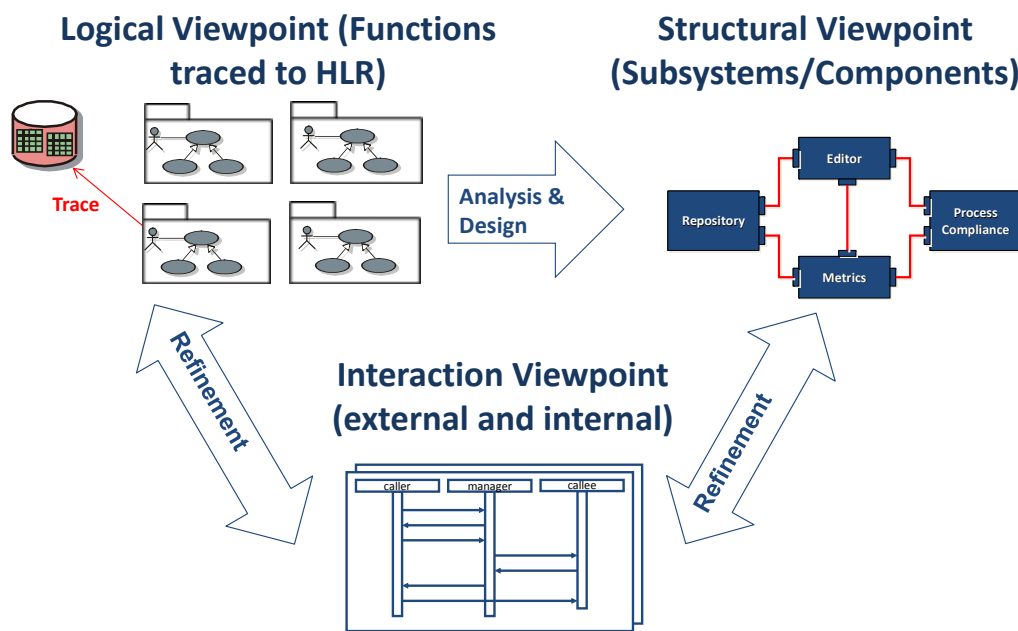 Logical Viewpoint (Functions
traced to HLR)
Structural Viewpoint
(Subsystems/Components)
Trace
Analysis &
Design
Editor
Repository
Process
Compliance
Metrics
Refinement
Interaction Viewpoint
(external and internal)
Refinement
caller
manager
callee